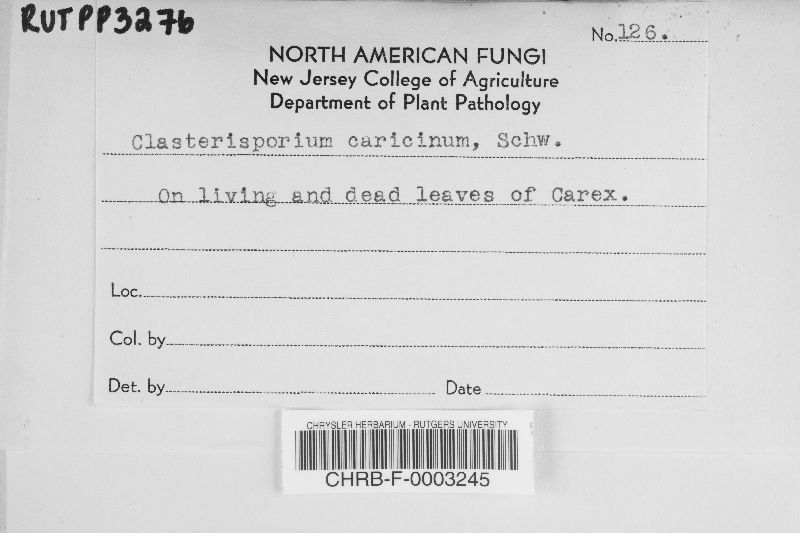 RUTPP3276
No. 126.
NORTH AMERICAN FUNGI
New Jersey College of Agriculture
Department of Plant Pathology
Clasterisporium caricinum, Schw.
On living and dead leaves of Carex.
Loc.
Col. by
Det. by Date
CHRYSLER HERBARIUM - RUTGERS UNIVERSITY
CHRB-F-0003245